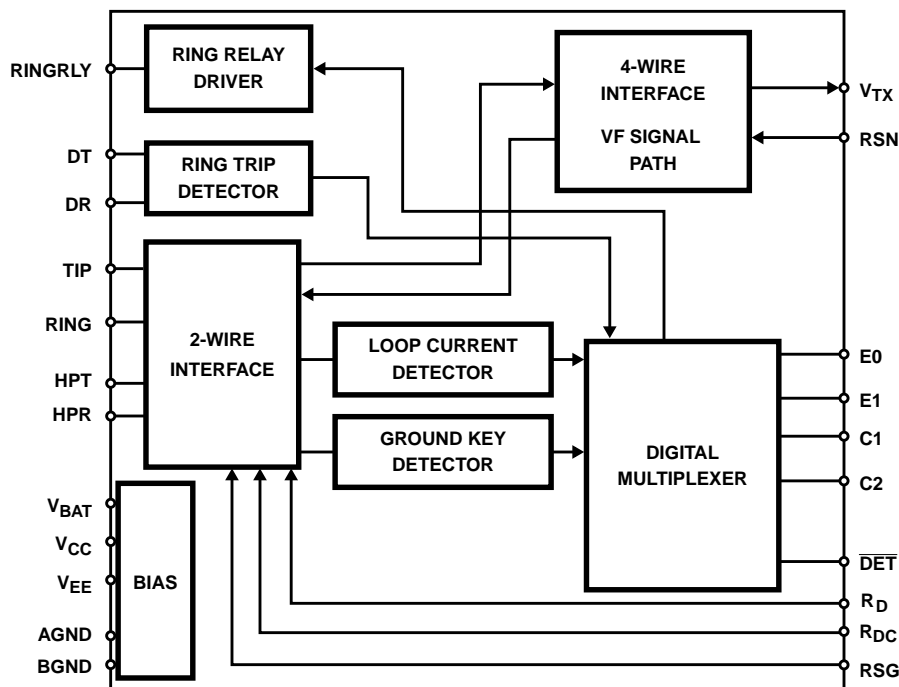 RINGRLY
RING RELAY
DRIVER
4-WIRE
INTERFACE
VF SIGNAL
PATH
VTX
RSN
DT
DR
RING TRIP
DETECTOR
TIP
RING
HPT
HPR
2-WIRE
INTERFACE
LOOP CURRENT
DETECTOR
GROUND KEY
DETECTOR
DIGITAL
MULTIPLEXER
E0
E1
C1
C2
DET
VBAT
VCC
VEE
AGND
BGND
BIAS
RD
RDC
RSG